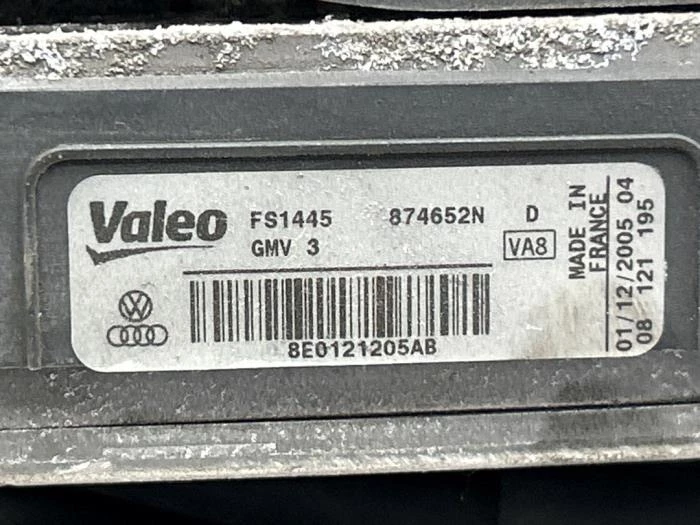 Valeo FS1445 874652N D
GMV 3 VA8
8E0121205AB
MADE IN
FRANCE
01/12/2005 04
08 121 195